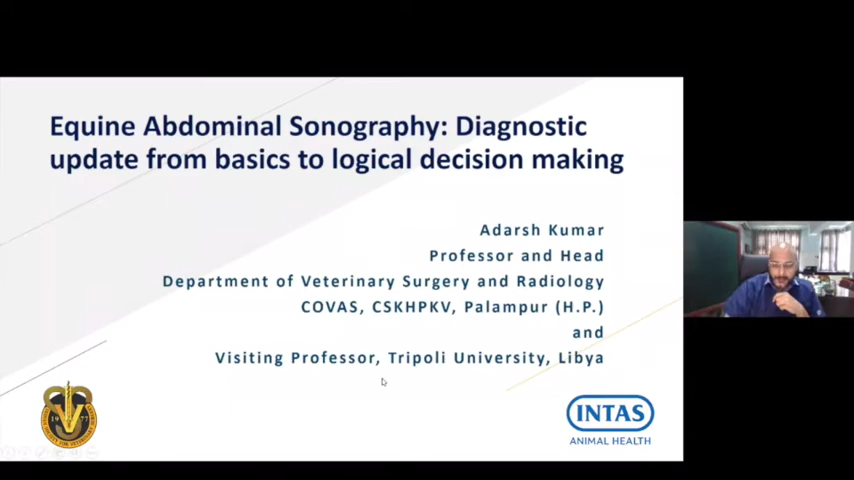 Equine Abdominal Sonography: Diagnostic
update from basics to logical decision making
Adarsh Kumar
Professor and Head
Department of Veterinary Surgery and Radiology
COVAS, CSKHPKV, Palampur (H.P.)
and
Visiting Professor, Tripoli University, Libya
INTAS
ANIMAL HEALTH